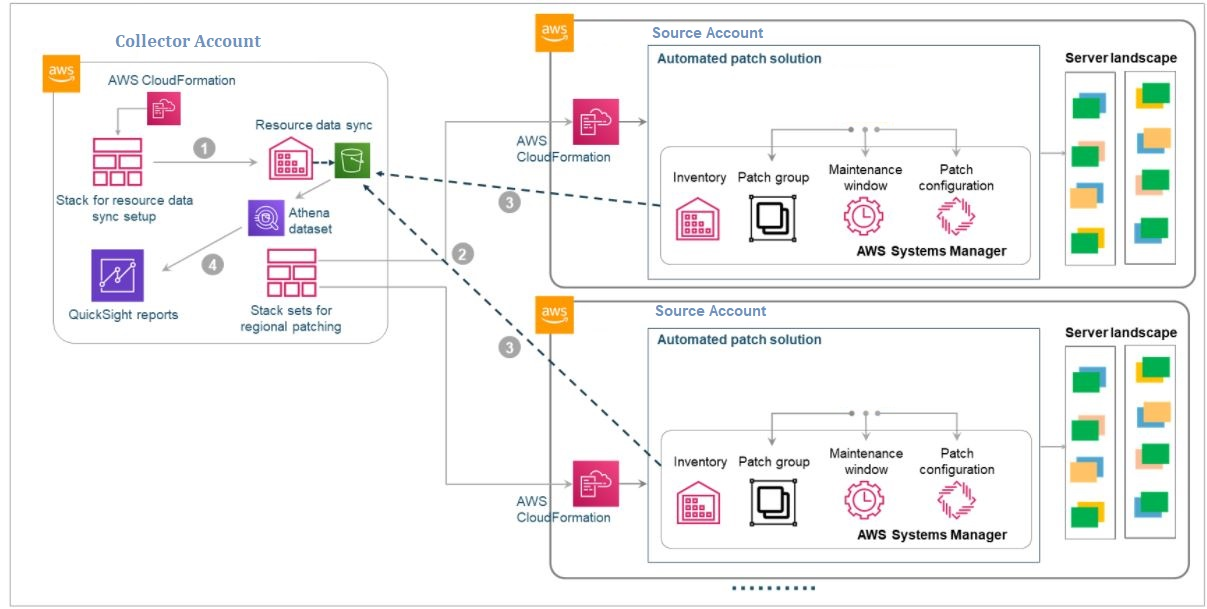 Collector Account
aws
AWS CloudFormation
Resource data sync
1
Stack for resource data
sync setup
Athena
dataset
4
QuickSight reports
Stack sets for
regional patching
2
3
3
aws
Source Account
Automated patch solution
Server landscape
AWS
CloudFormation
Inventory
Patch group
Maintenance
window
Patch
configuration
AWS Systems Manager
aws
Source Account
Automated patch solution
Server landscape
AWS
CloudFormation
Inventory
Patch group
Maintenance
window
Patch
configuration
AWS Systems Manager